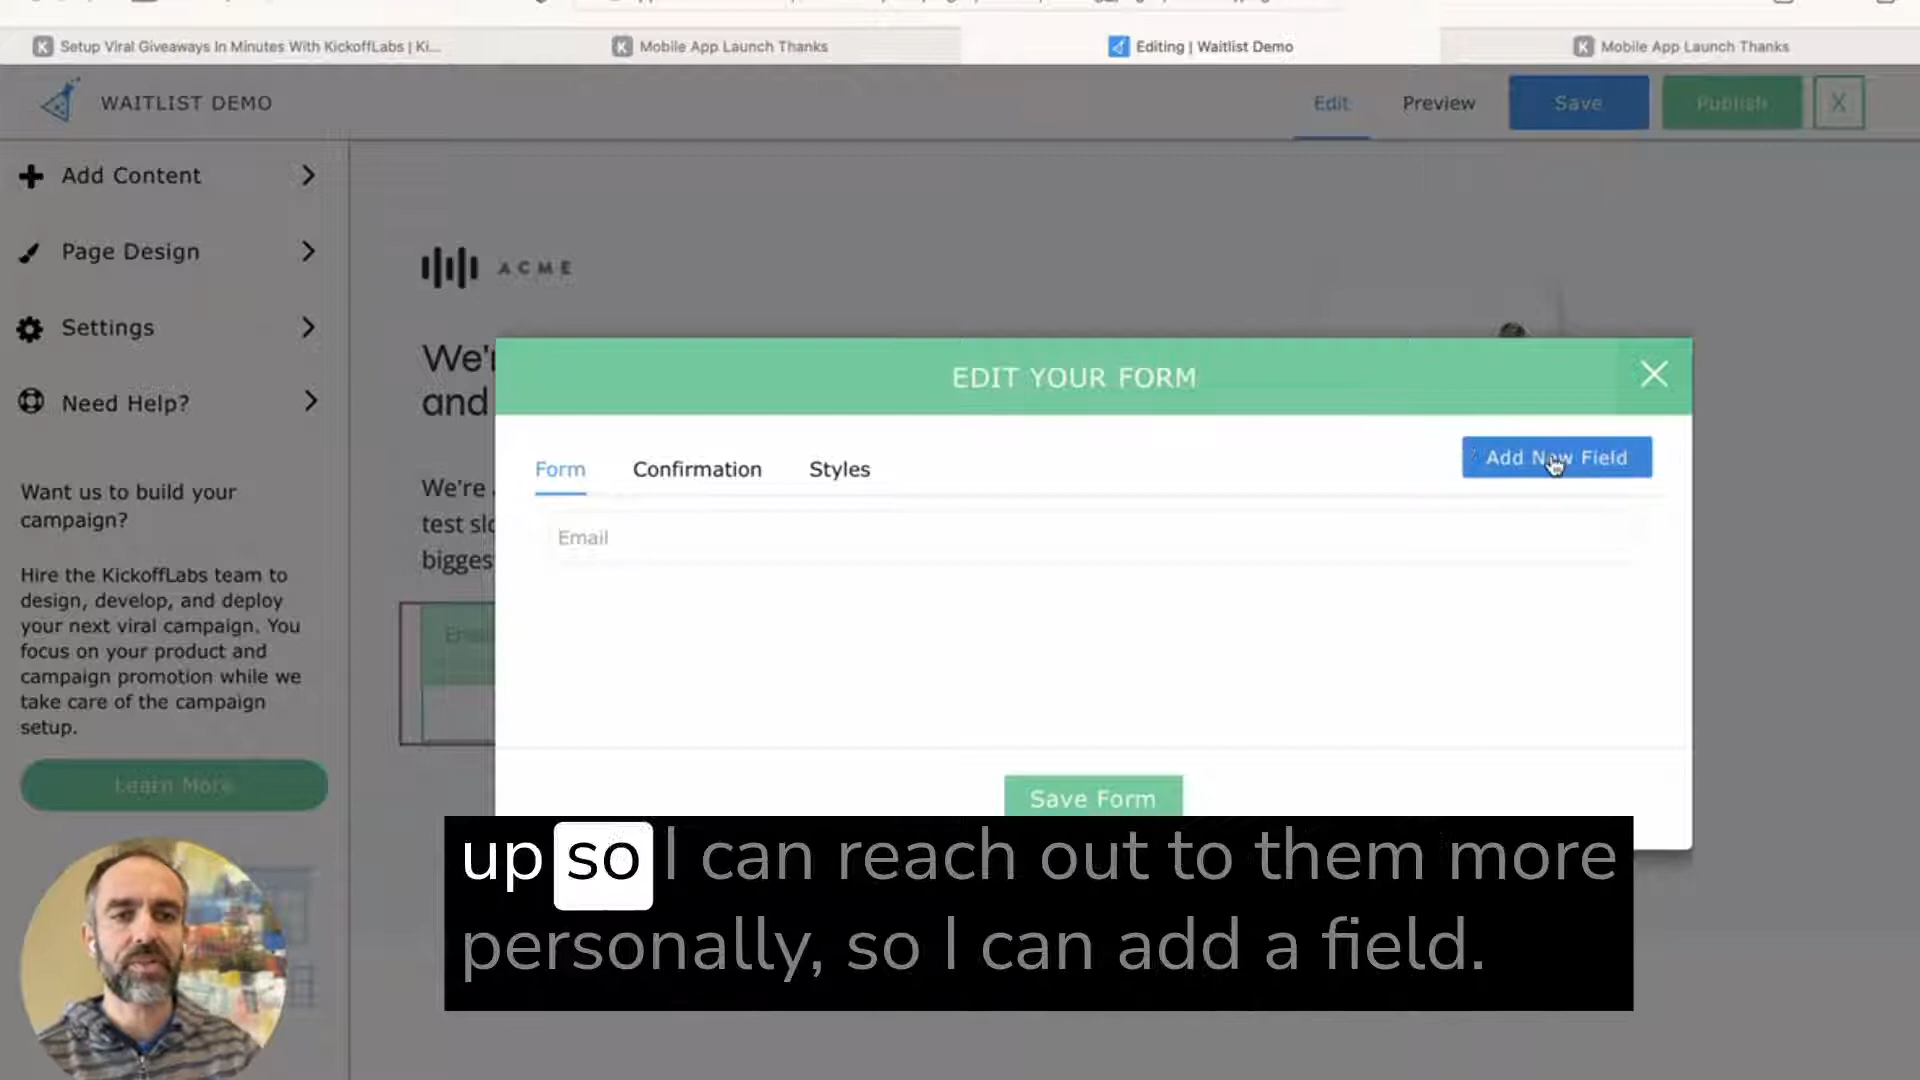 Setup Viral Giveaways In Minutes With KickoffLabs | Ki...
Mobile App Launch Thanks
Editing | Waitlist Demo
Mobile App Launch Thanks
WAITLIST DEMO
Edit
Preview
Save
Publish
X
Add Content
Page Design
Settings
Need Help?
Want us to build your
campaign?
Hire the KickoffLabs team to
design, develop, and deploy
your next viral campaign. You
focus on your product and
campaign promotion while we
take care of the campaign
setup.
Learn More
ACME
We'r
and
We're
test slo
biggest
Email
EDIT YOUR FORM
Form
Confirmation
Styles
Add New Field
Email
Save Form
up so I can reach out to them more
personally, so I can add a field.